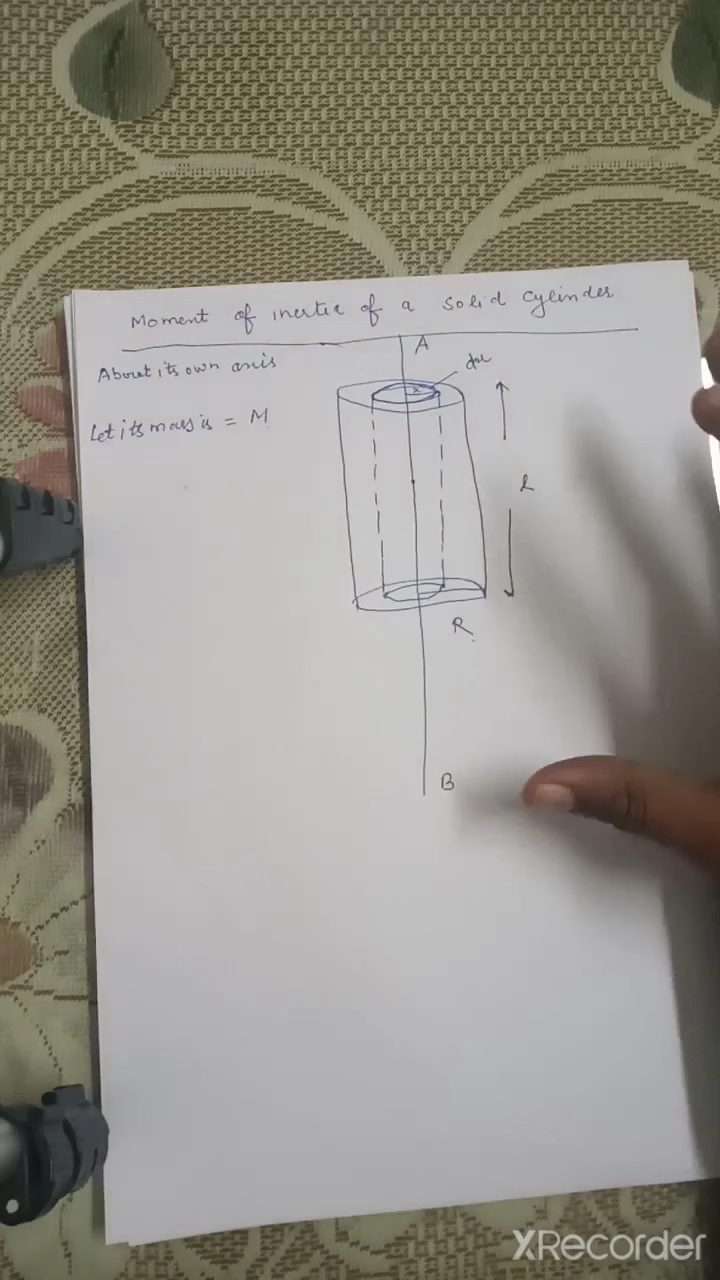 Moment of inertia of a solid cylinder
A
About its own axis
dx
x
Let its mass is = M
l
R
B
XRecorder